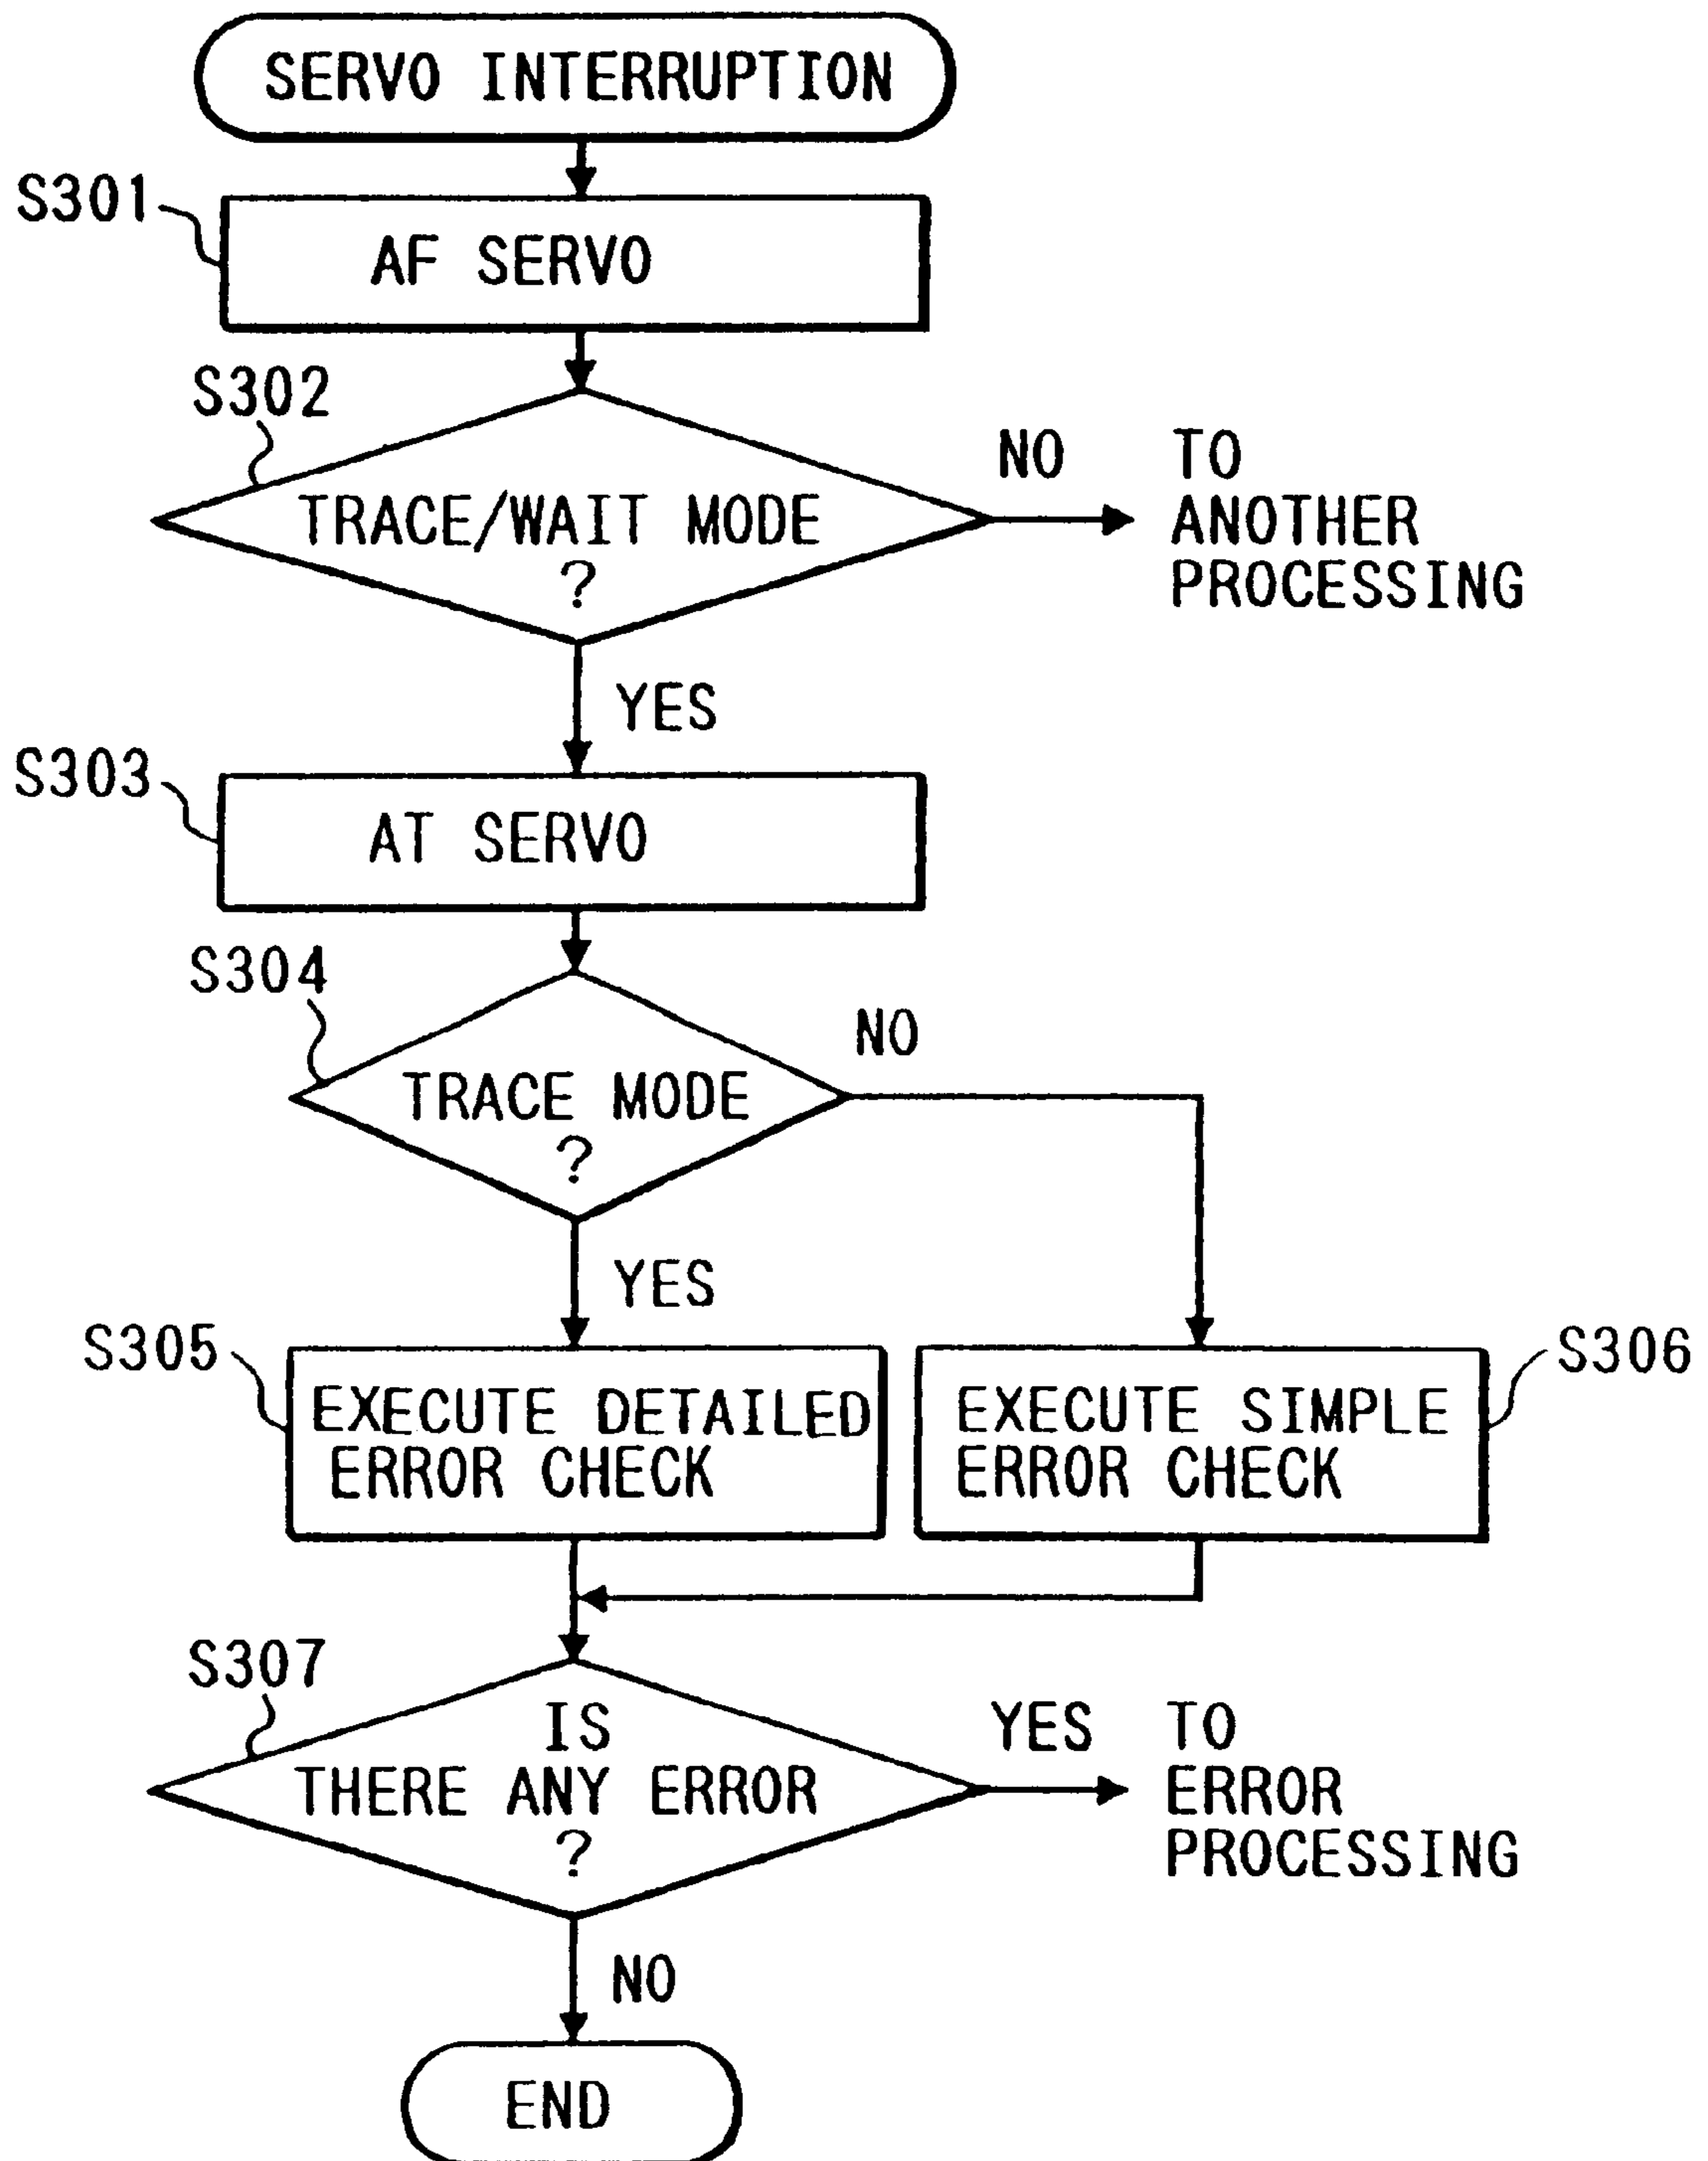 SERVO INTERRUPTION
S301
AF SERVO
S302
TRACE/WAIT MODE
?
NO
TO
ANOTHER
PROCESSING
YES
S303
AT SERVO
S304
TRACE MODE
?
NO
YES
S305
EXECUTE DETAILED
ERROR CHECK
EXECUTE SIMPLE
ERROR CHECK
S306
S307
IS
THERE ANY ERROR
?
YES
TO
ERROR
PROCESSING
NO
END